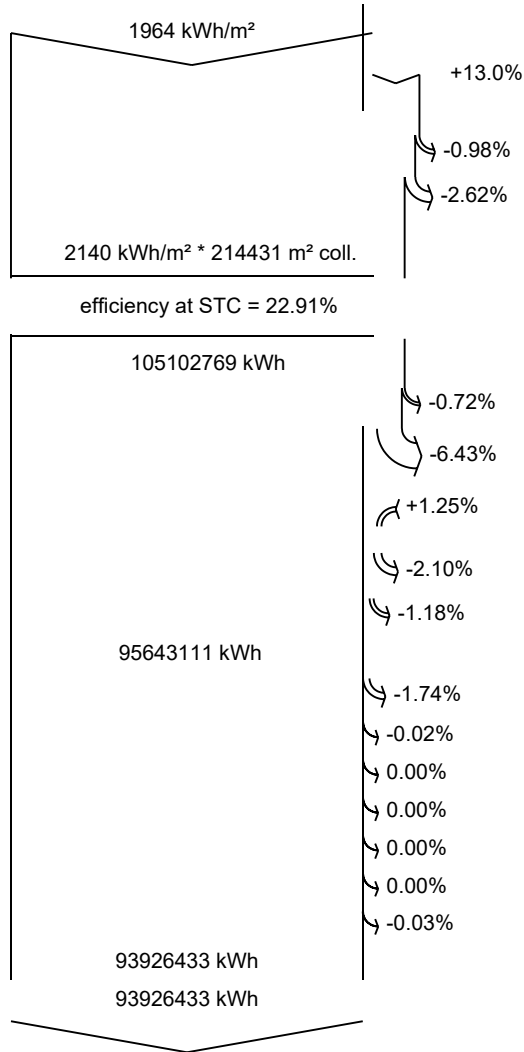 1964 kWh/m²
+13.0%
-0.98%
-2.62%
2140 kWh/m² * 214431 m² coll.
efficiency at STC = 22.91%
105102769 kWh
-0.72%
-6.43%
+1.25%
-2.10%
-1.18%
95643111 kWh
-1.74%
-0.02%
0.00%
0.00%
0.00%
0.00%
-0.03%
93926433 kWh
93926433 kWh